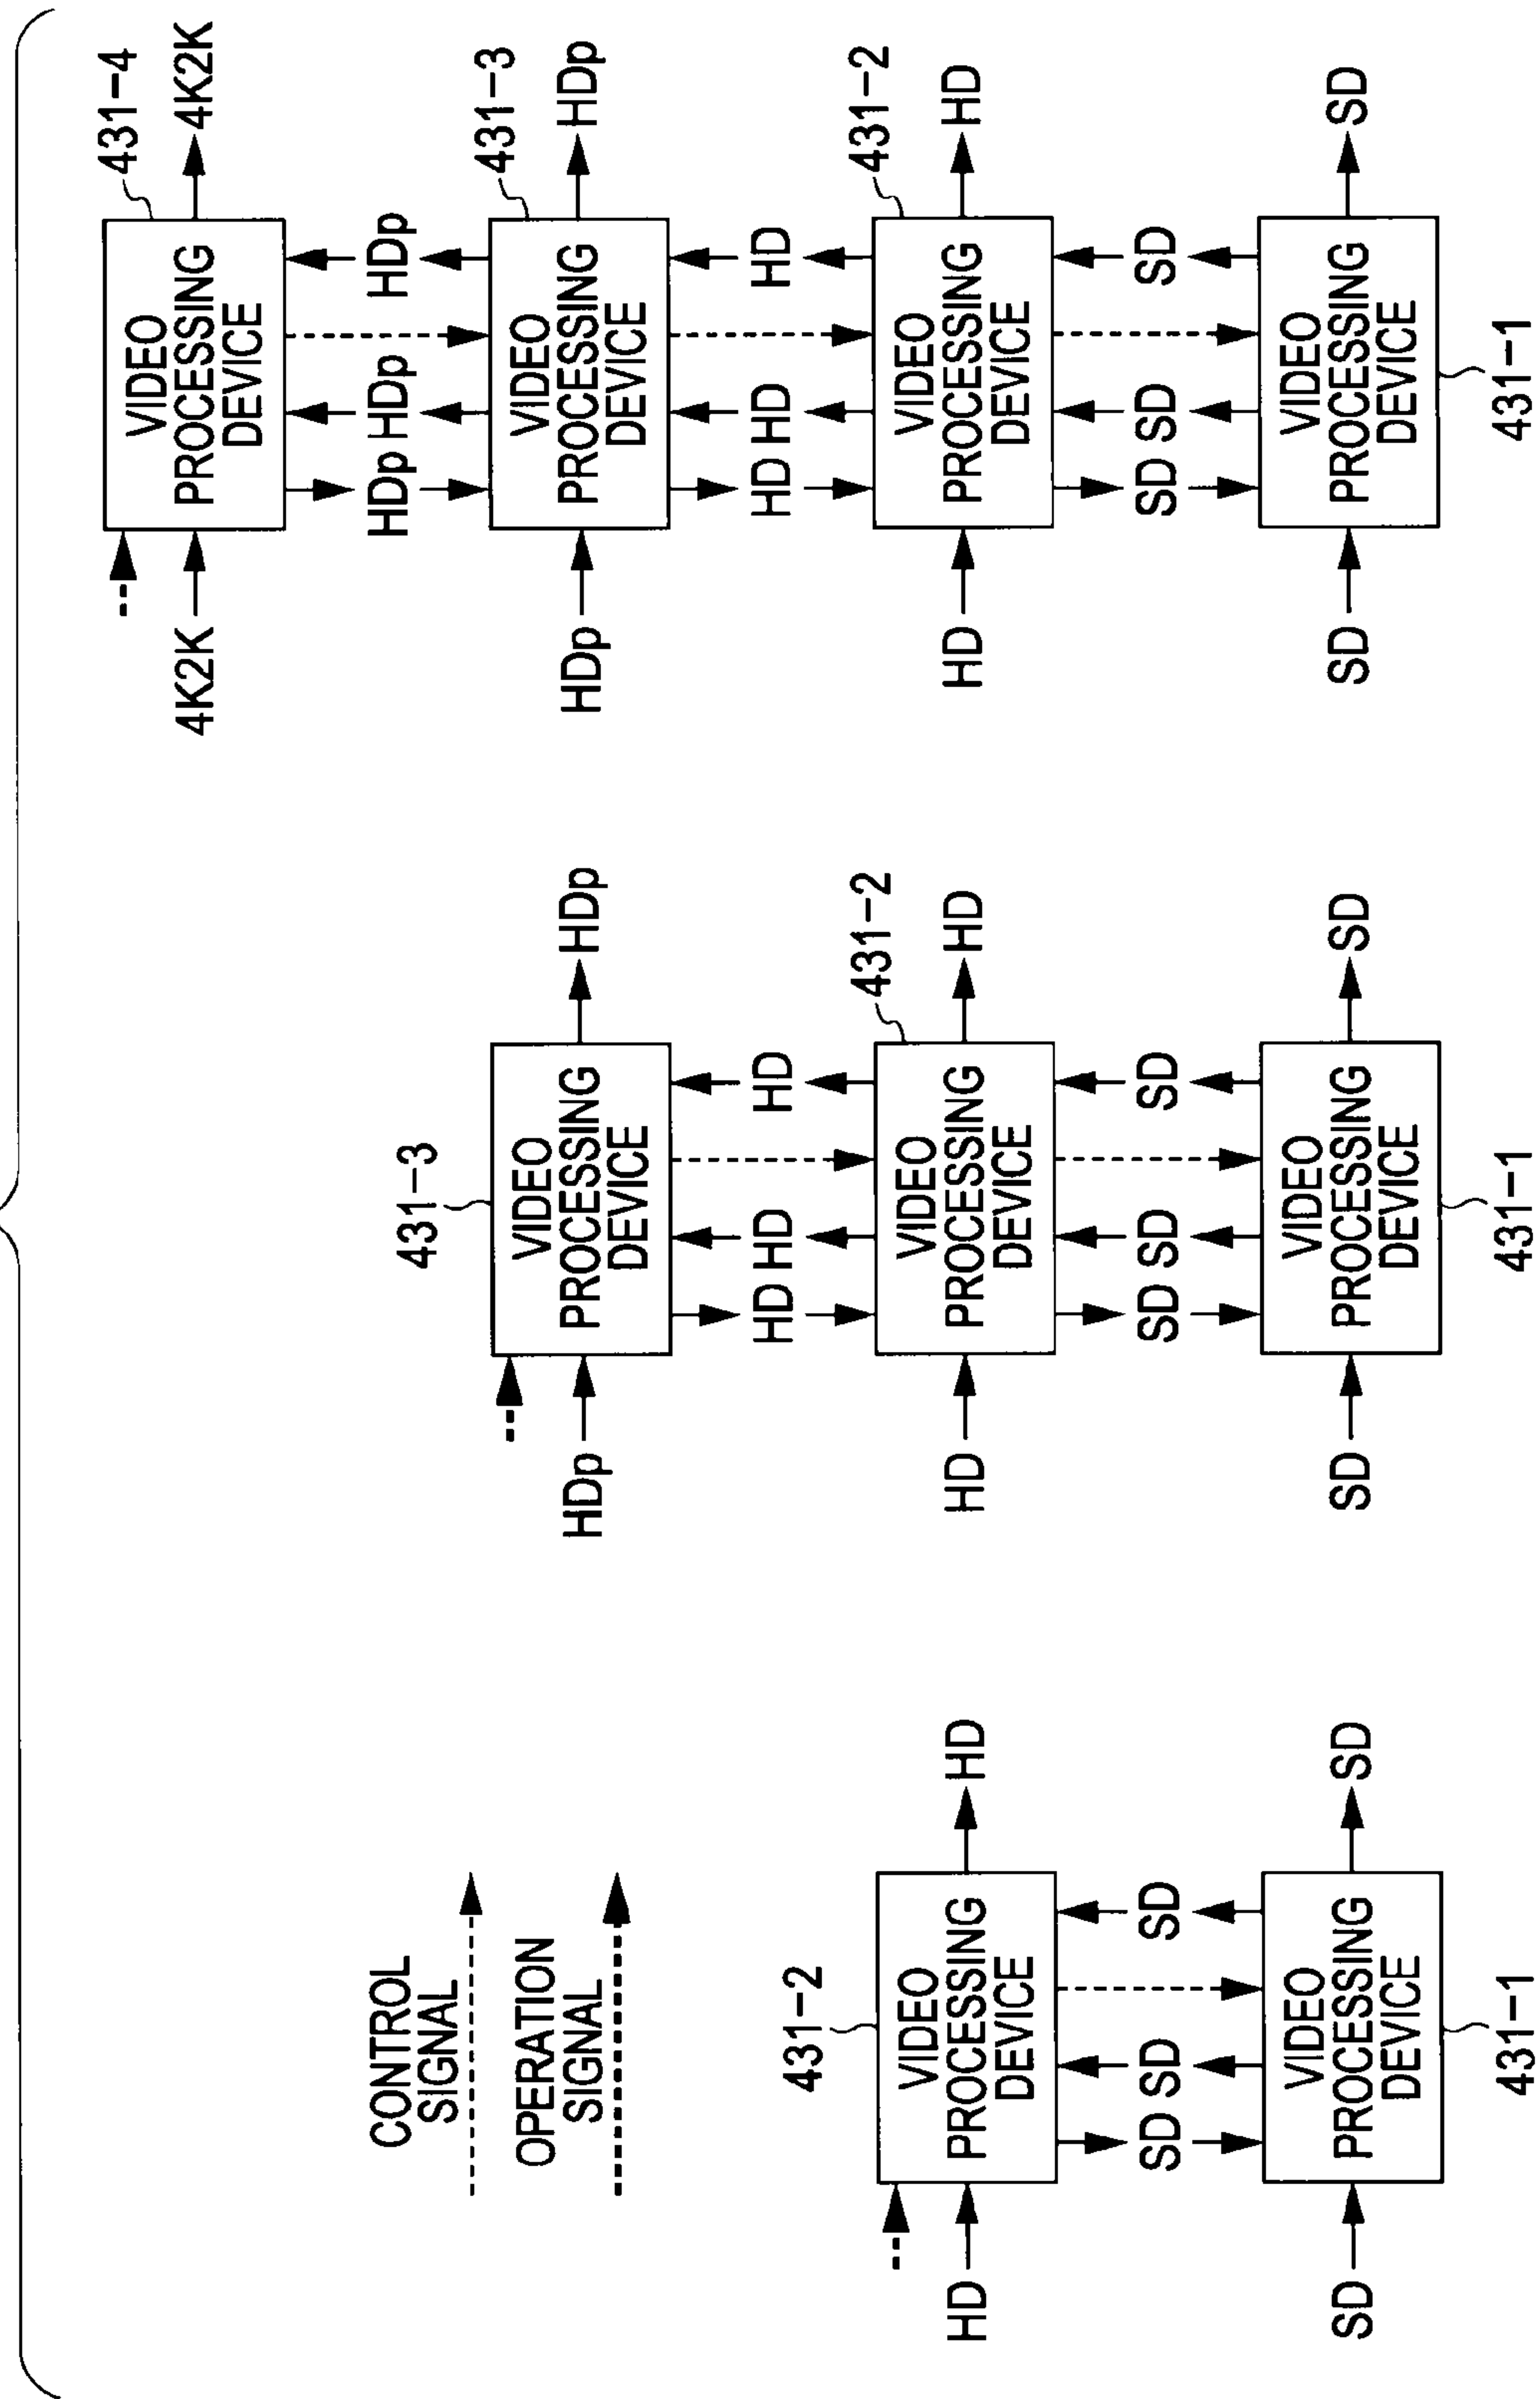 CONTROL
SIGNAL
OPERATION
SIGNAL
431-2
HD
VIDEO
PROCESSING
DEVICE
HD
SD SD
SD
SD
VIDEO
PROCESSING
DEVICE
SD
431-1
431-3
HDp
VIDEO
PROCESSING
DEVICE
HDp
HD HD
HD
431-2
HD
VIDEO
PROCESSING
DEVICE
HD
SD SD
SD
SD
VIDEO
PROCESSING
DEVICE
SD
431-1
431-4
4K2K
VIDEO
PROCESSING
DEVICE
4K2K
HDp HDp
HDp
431-3
HDp
VIDEO
PROCESSING
DEVICE
HDp
HD HD
HD
431-2
HD
VIDEO
PROCESSING
DEVICE
HD
SD SD
SD
SD
VIDEO
PROCESSING
DEVICE
SD
431-1